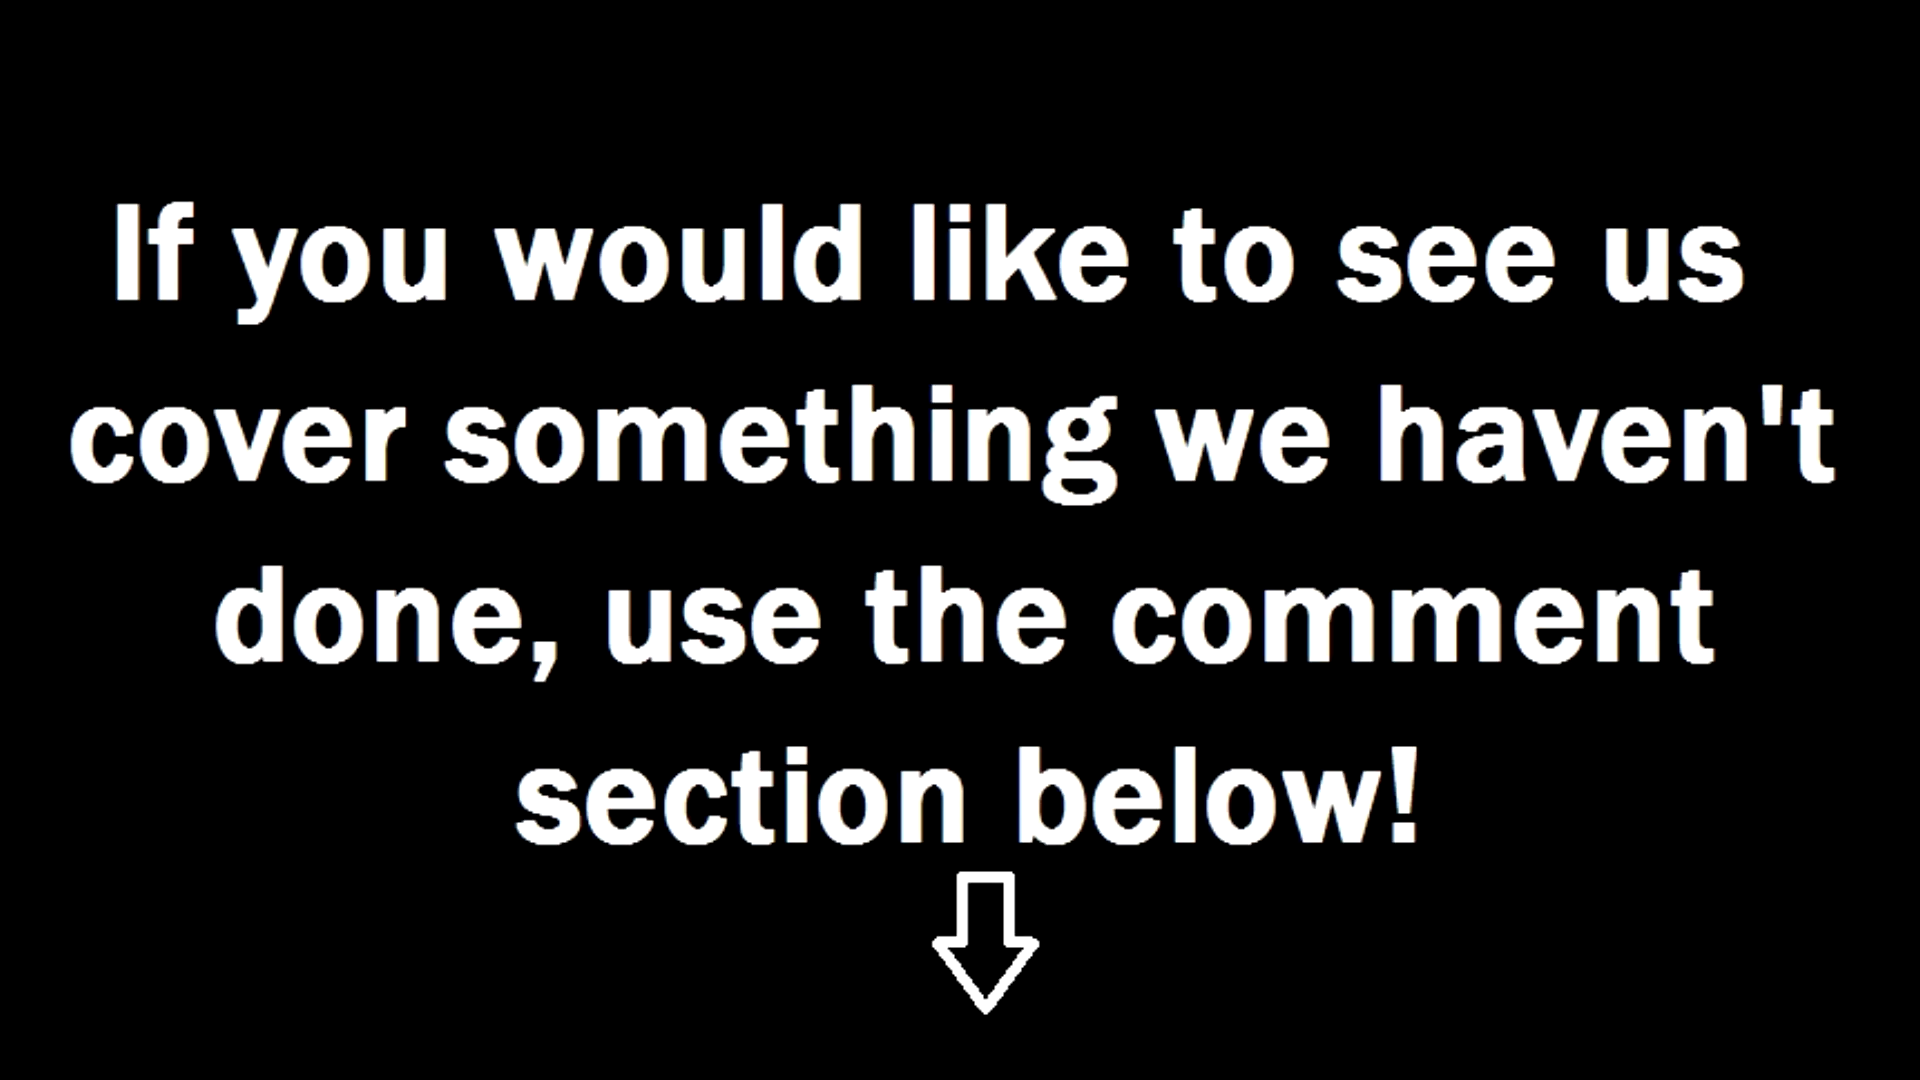 If you would like to see us
cover something we haven't
done, use the comment
section below!